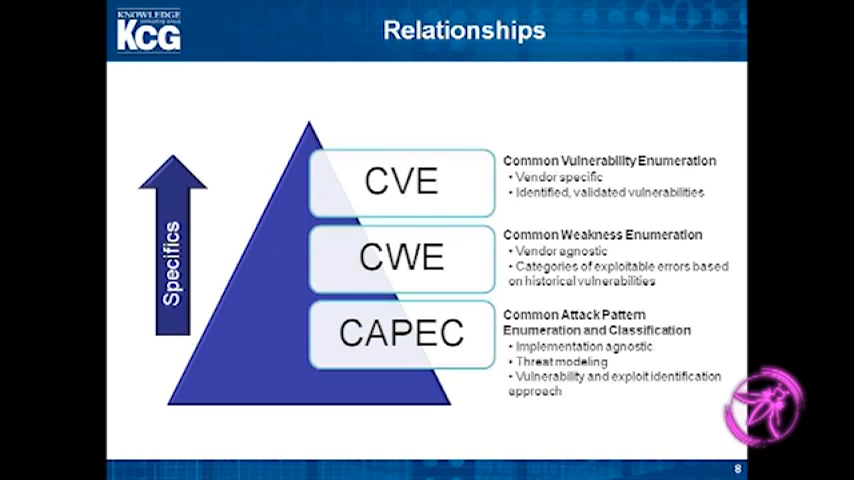 KNOWLEDGE
consulting group
KCG
Relationships
Specifics
CVE
Common Vulnerability Enumeration
• Vendor specific
• Identified, validated vulnerabilities
CWE
Common Weakness Enumeration
• Vendor agnostic
• Categories of exploitable errors based
on historical vulnerabilities
CAPEC
Common Attack Pattern
Enumeration and Classification
• Implementation agnostic
• Threat modeling
• Vulnerability and exploit identification
approach
8